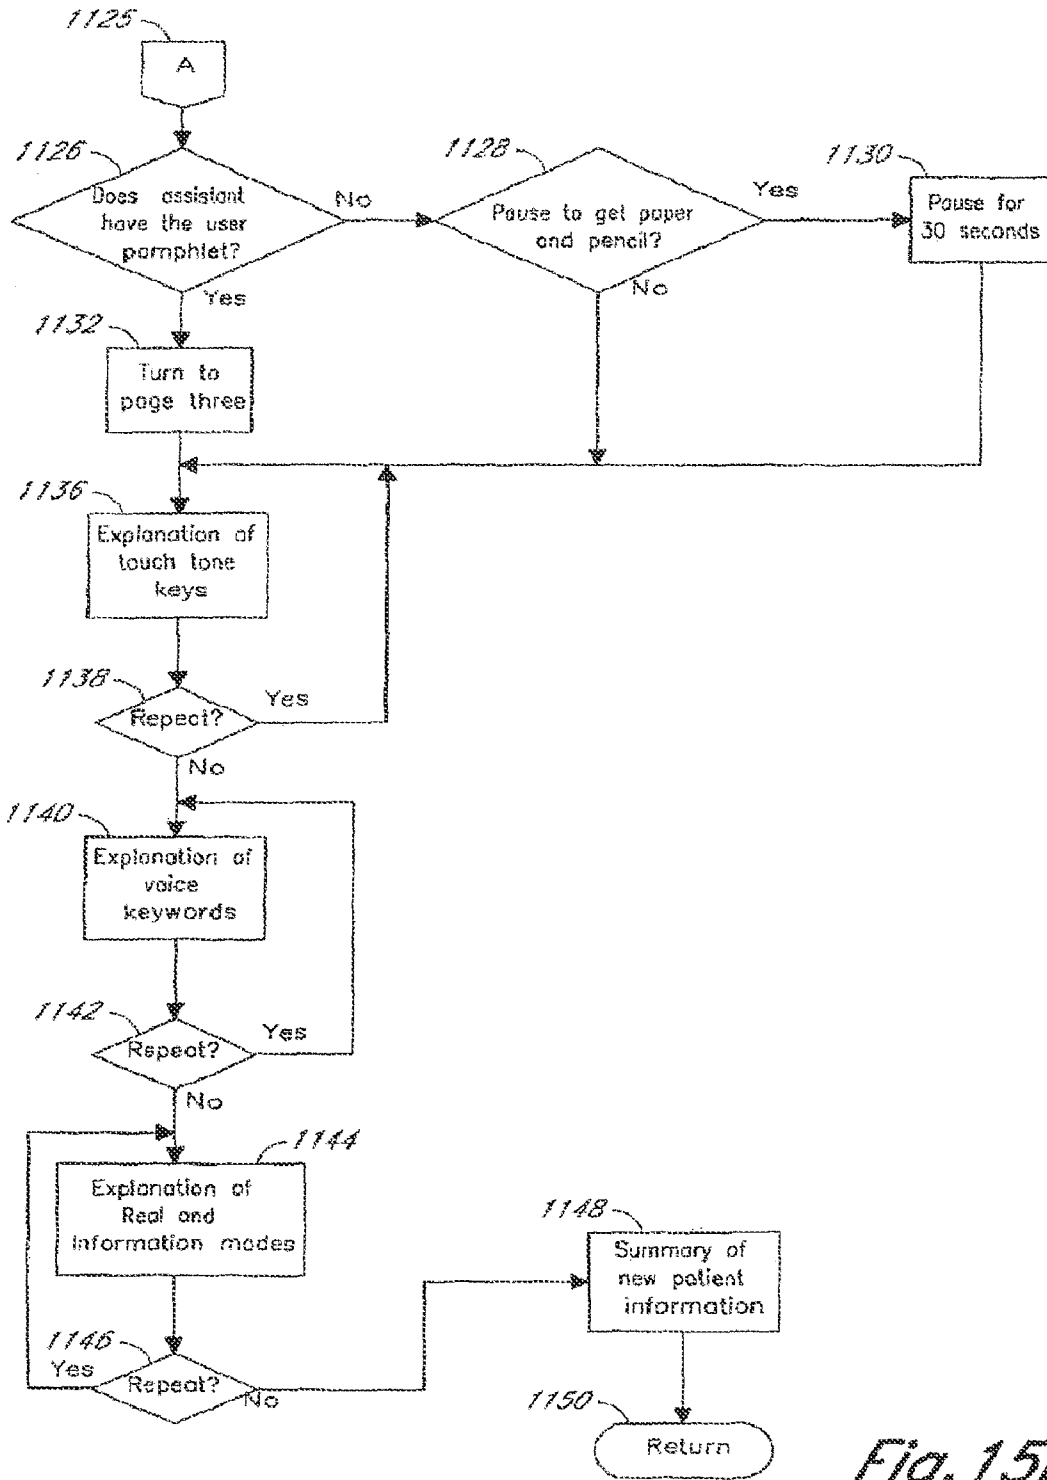 1125
A
1126
Does assistant
have the user
pamphlet?
No
Yes
1128
Pause to get paper
and pencil?
Yes
No
1130
Pause for
30 seconds
1132
Turn to
page three
1136
Explanation of
touch tone
keys
1138
Repeat?
Yes
No
1140
Explanation of
voice
keywords
1142
Repeat?
Yes
No
1144
Explanation of
Real and
Information modes
1146
Repeat?
Yes
No
1148
Summary of
new patient
information
1150
Return